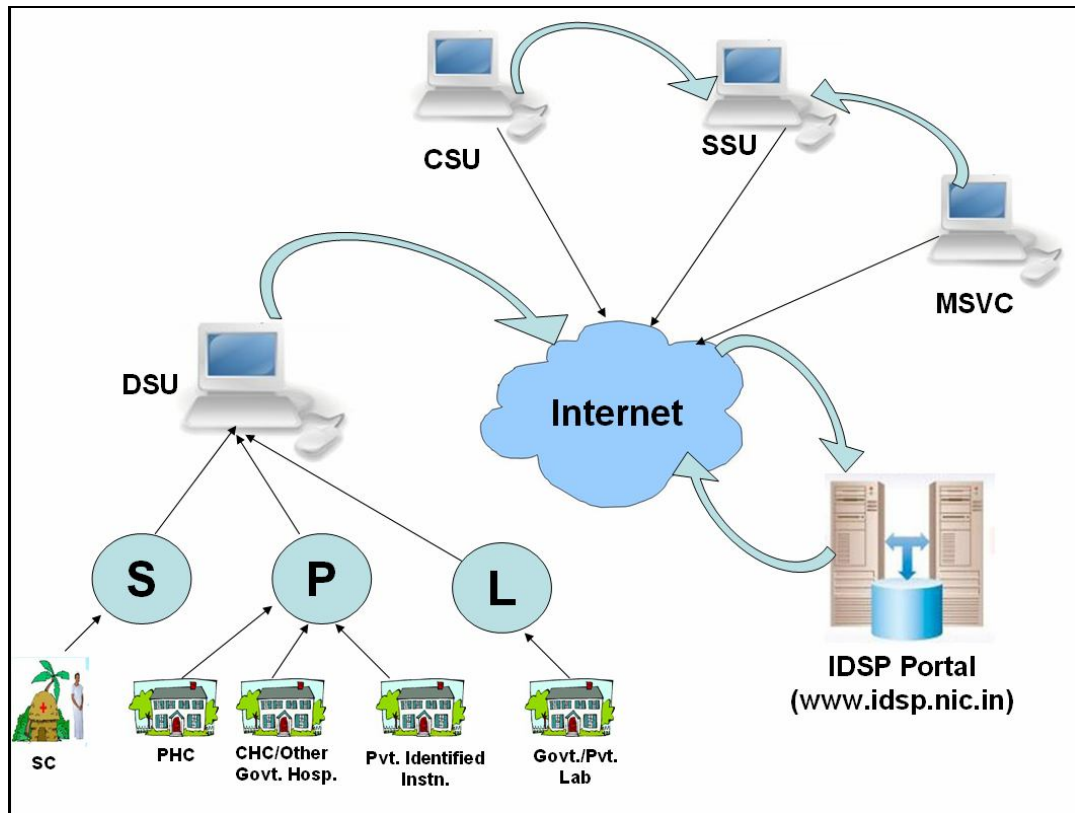 CSU
SSU
MSVC
DSU
Internet
S
P
L
IDSP Portal
(www.idsp.nic.in)
SC
PHC
CHC/Other
Govt. Hosp.
Pvt. Identified
Instn.
Govt./Pvt.
Lab